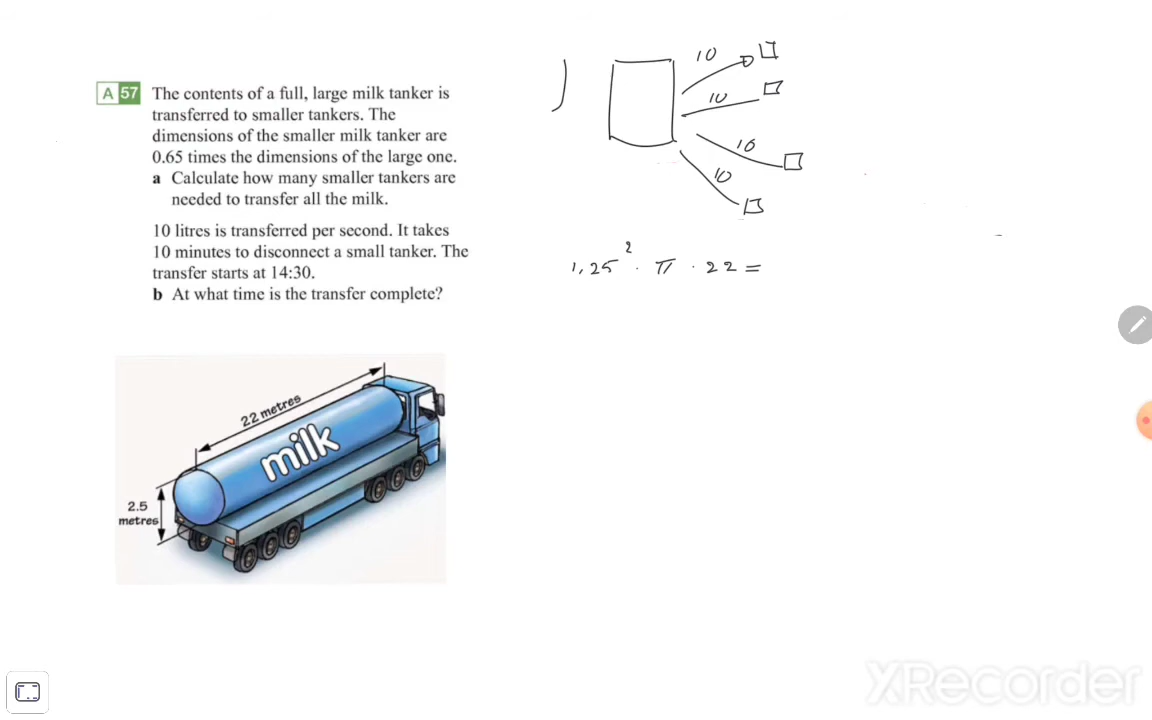 A 57 The contents of a full, large milk tanker is
transferred to smaller tankers. The
dimensions of the smaller milk tanker are
0.65 times the dimensions of the large one.
a Calculate how many smaller tankers are
needed to transfer all the milk.
10 litres is transferred per second. It takes
10 minutes to disconnect a small tanker. The
transfer starts at 14:30.
b At what time is the transfer complete?
22 metres
milk
2.5
metres
)
10
10
10
10
1,25² · π · 22 =
XRecorder